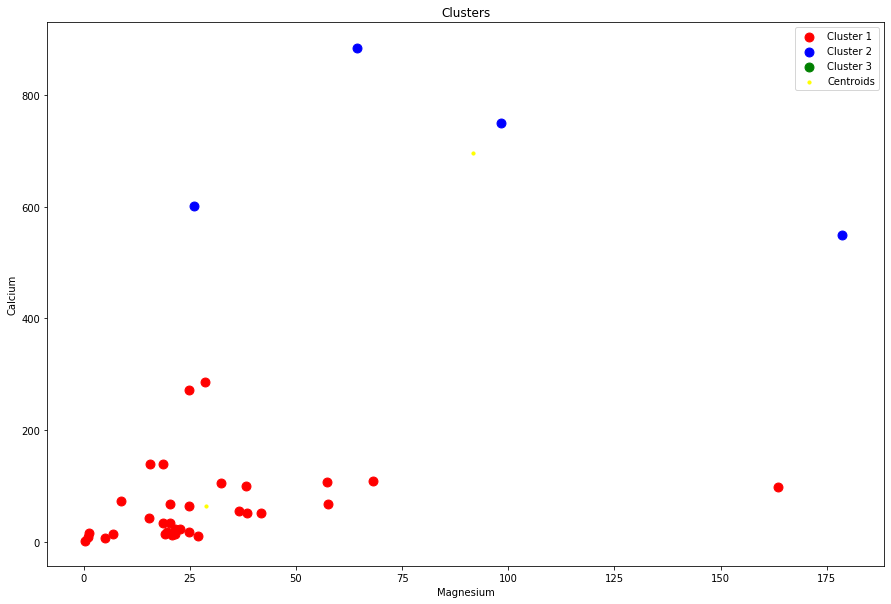 Clusters
Cluster 1
Cluster 2
Cluster 3
Centroids
800
600
400
200
0
Calcium
0 25 50 75 100 125 150 175
Magnesium